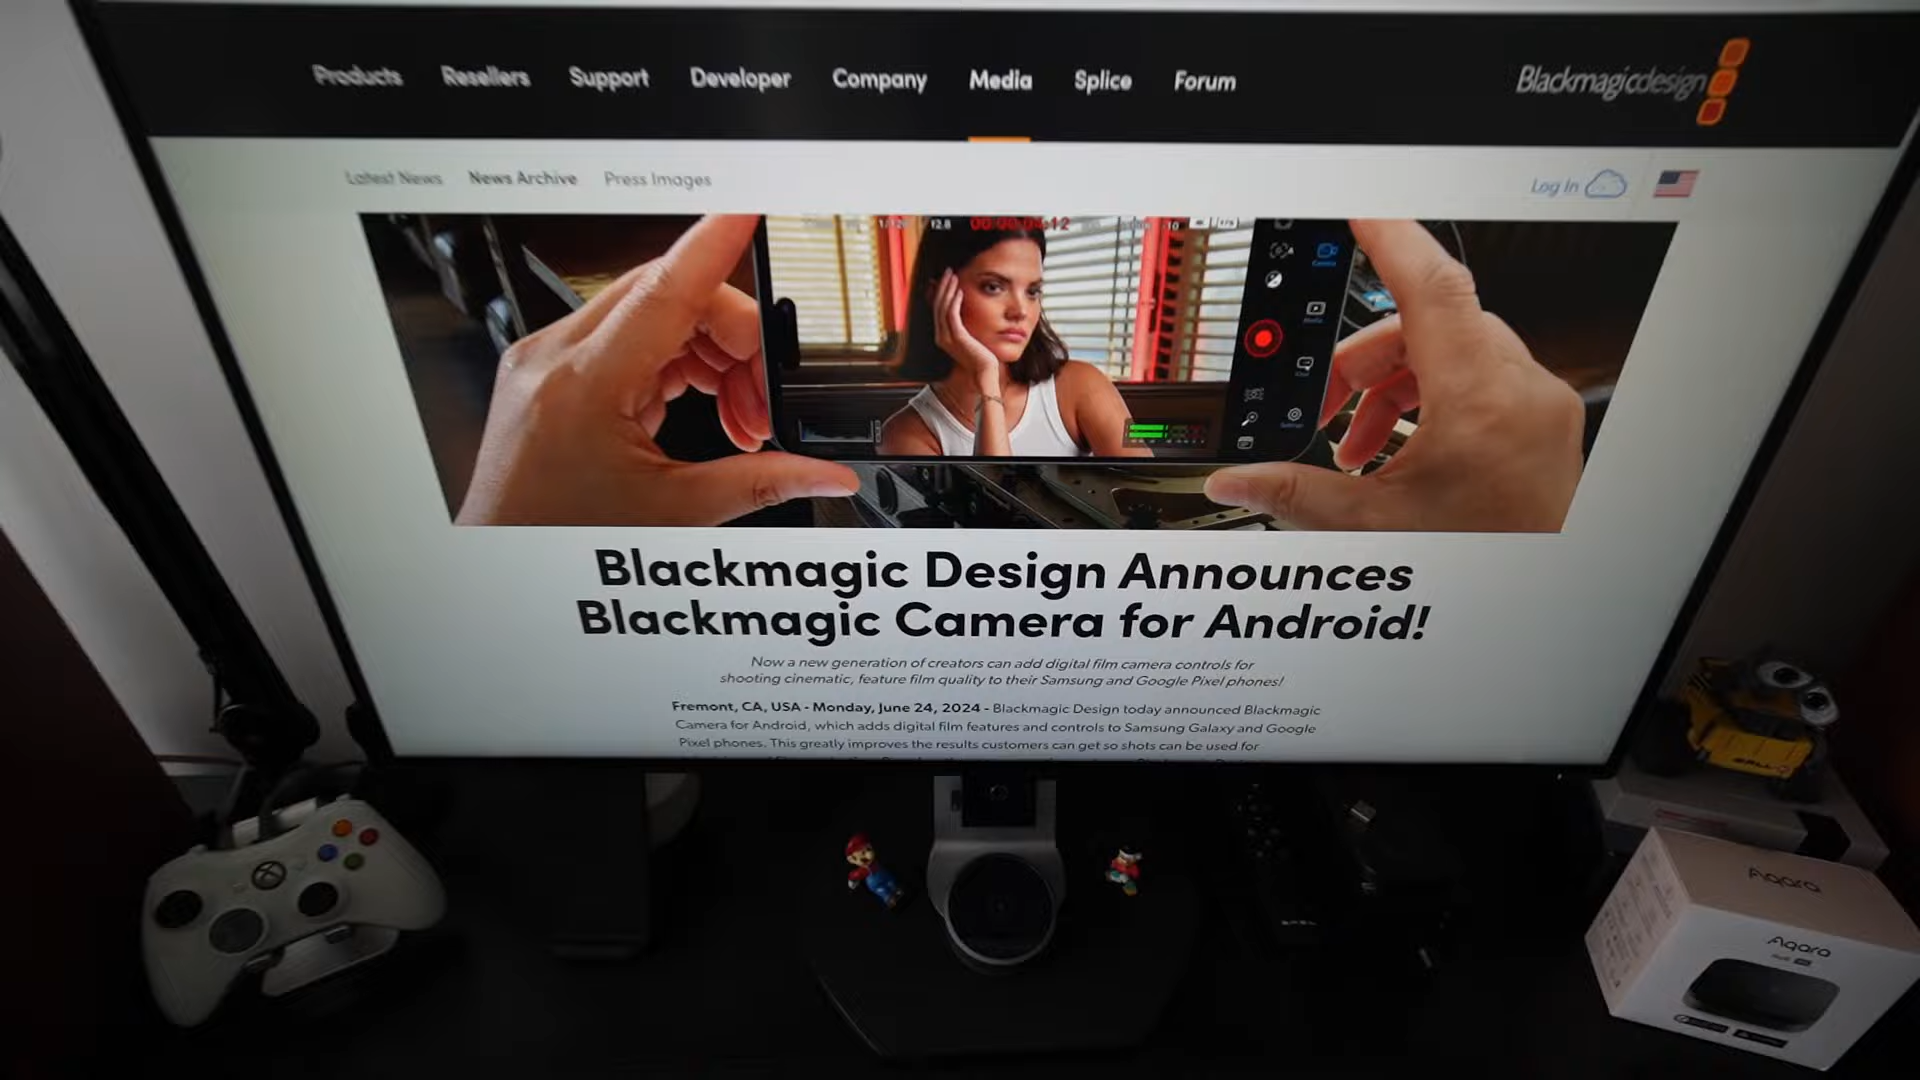 Products Resellers Support Developer Company Media Splice Forum
Blackmagicdesign
Latest News News Archive Press Images
Log In
Blackmagic Design Announces
Blackmagic Camera for Android!
Now a new generation of creators can add digital film camera controls for
shooting cinematic, feature film quality to their Samsung and Google Pixel phones!
Fremont, CA, USA - Monday, June 24, 2024 - Blackmagic Design today announced Blackmagic
Camera for Android, which adds digital film features and controls to Samsung Galaxy and Google
Pixel phones. This greatly improves the results customers can get so shots can be used for
Aqara
Aqara